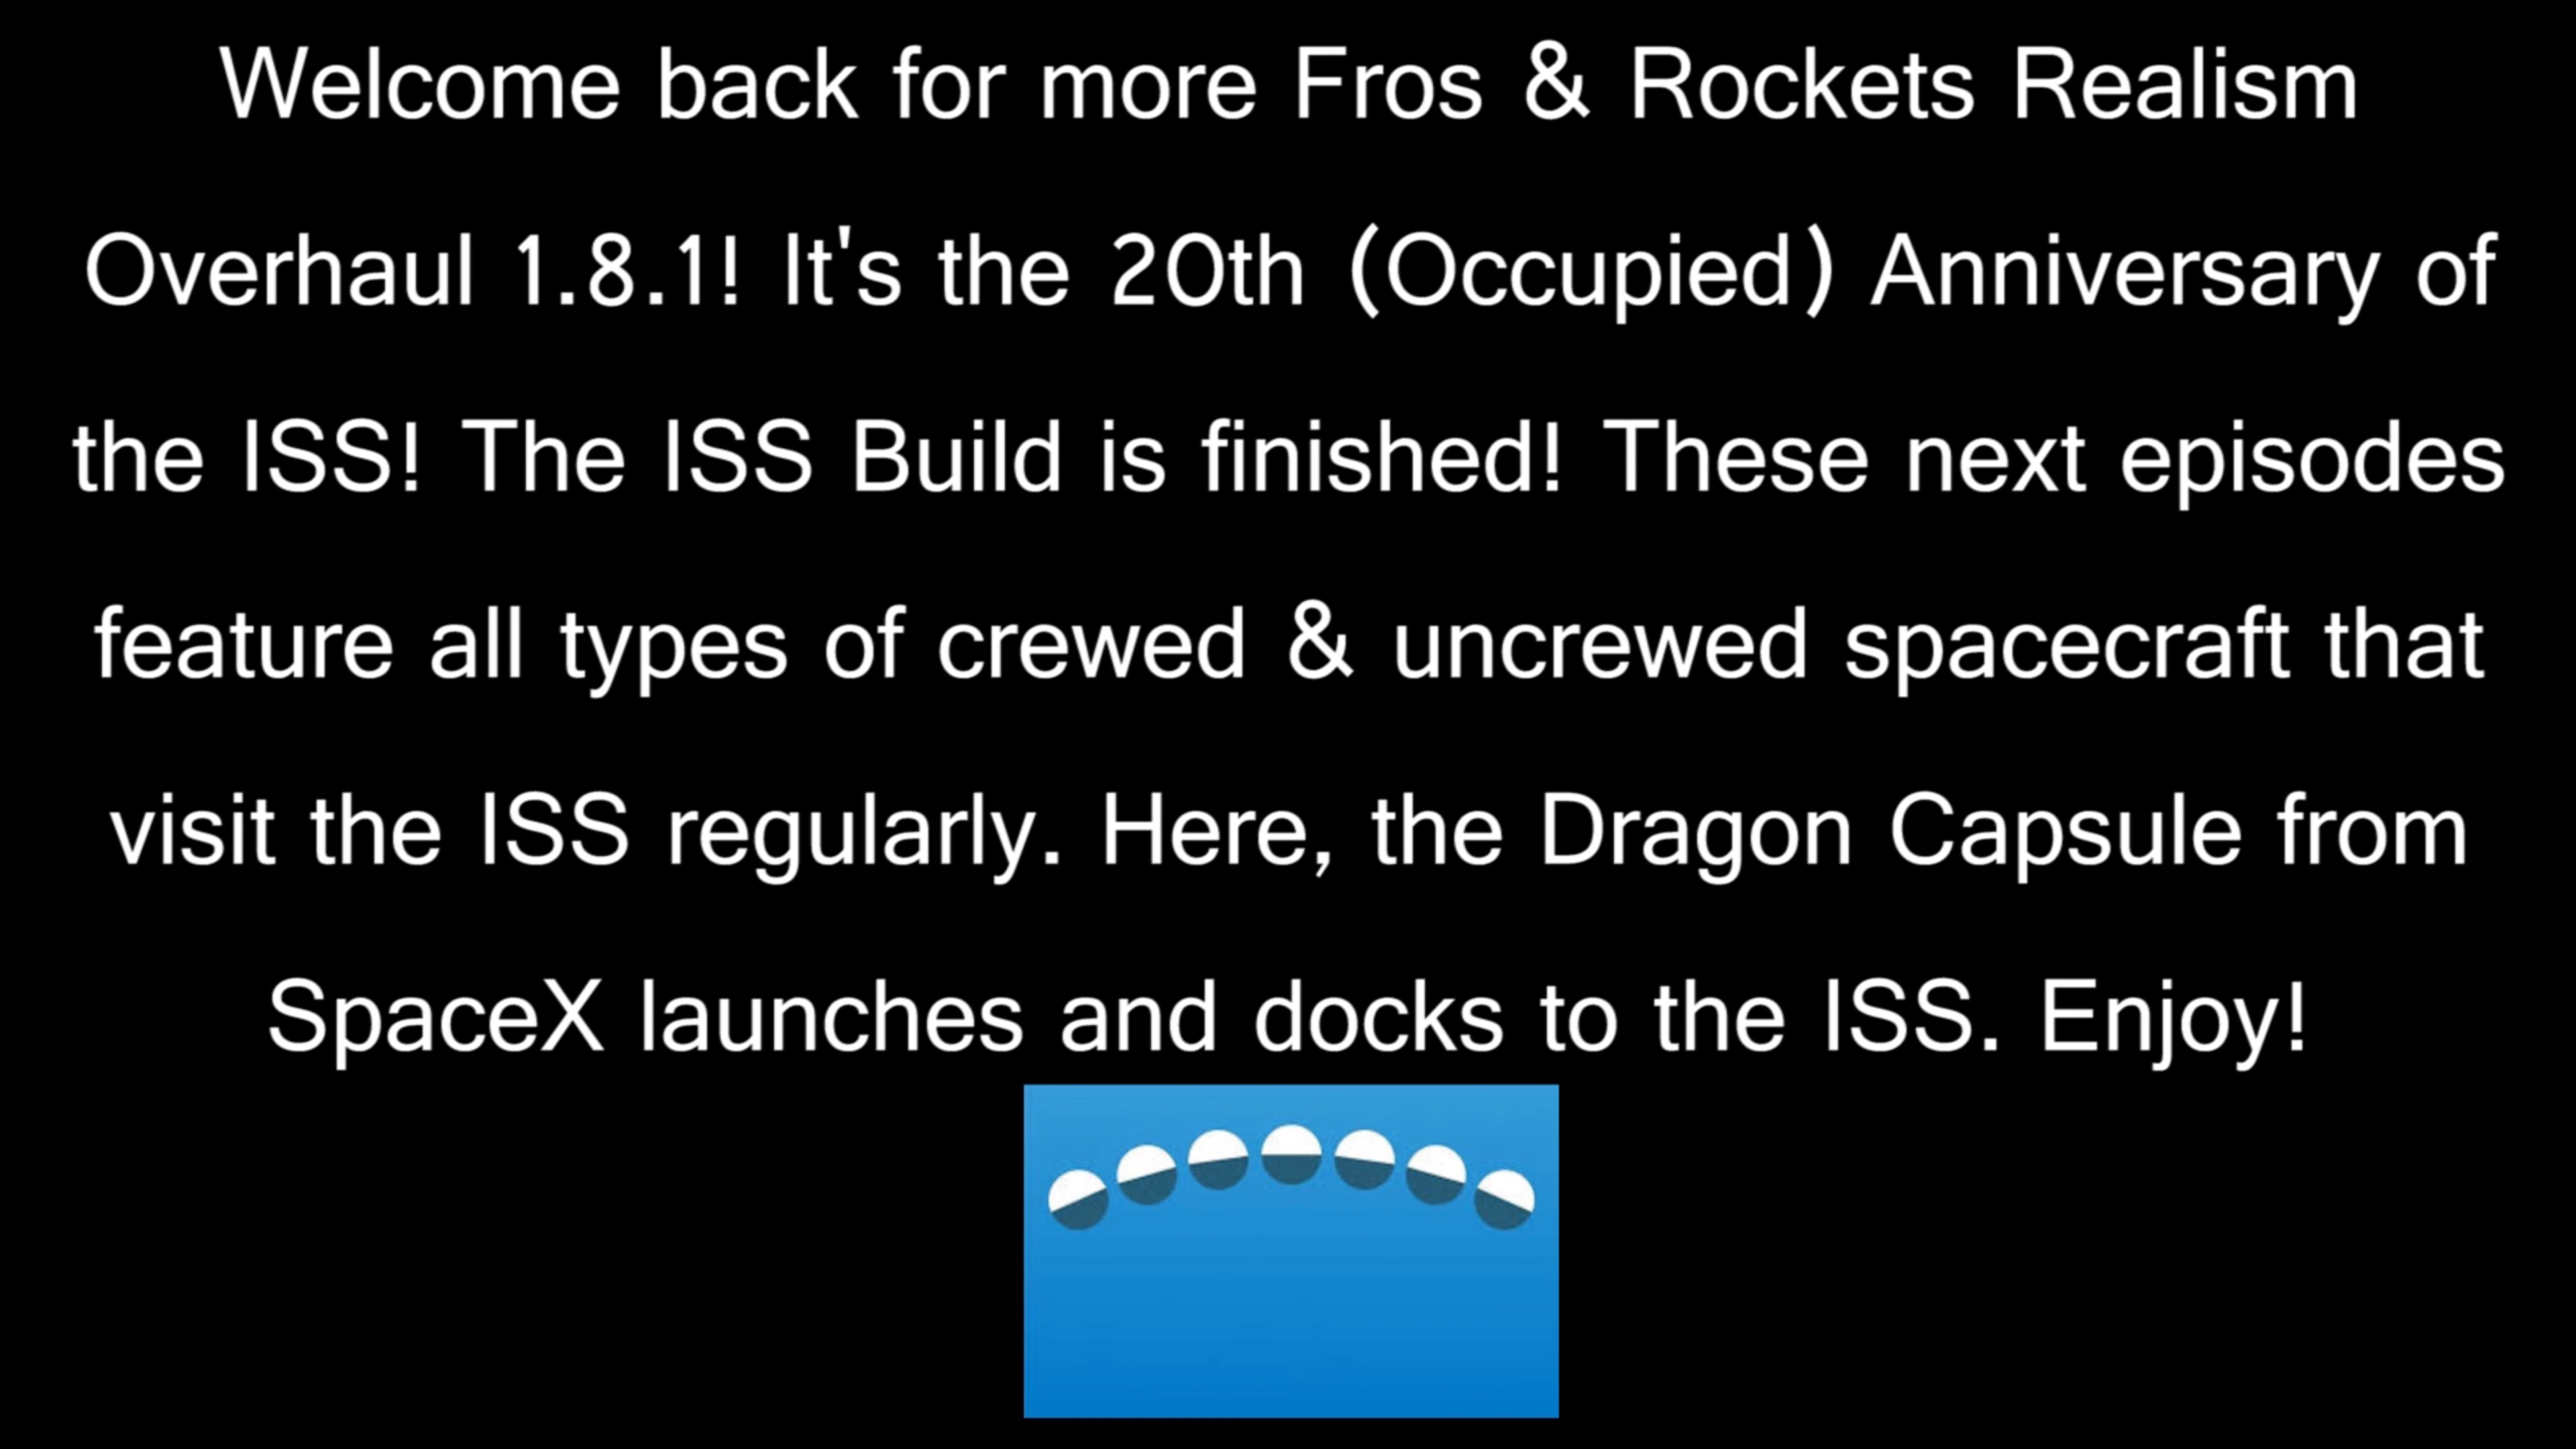 Welcome back for more Fros & Rockets Realism
Overhaul 1.8.1! It's the 20th (Occupied) Anniversary of
the ISS! The ISS Build is finished! These next episodes
feature all types of crewed & uncrewed spacecraft that
visit the ISS regularly. Here, the Dragon Capsule from
SpaceX launches and docks to the ISS. Enjoy!